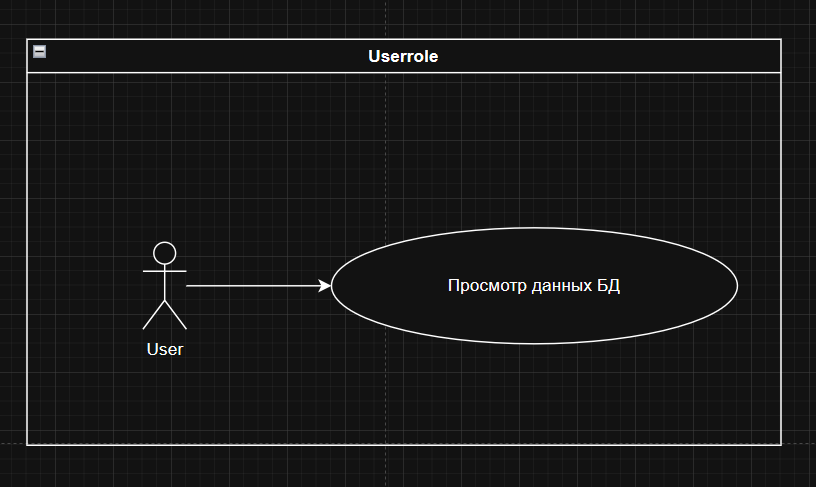 Userrole
Просмотр данных БД
User